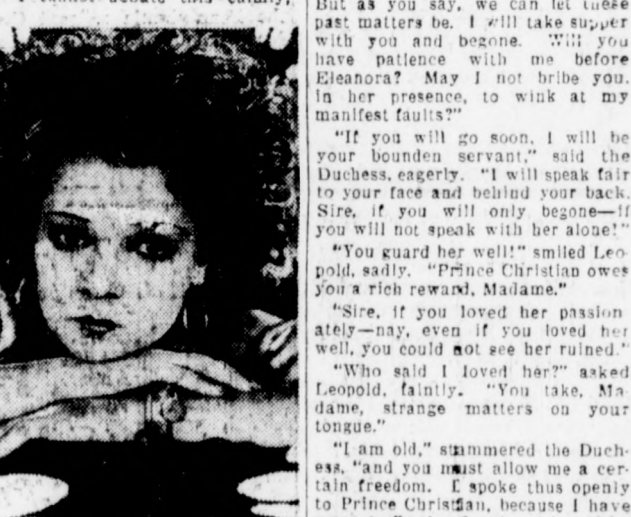 But as you say, we can let these
past matters be. I will take supper
with you and begone. Will you
have patience with me before
Eleanora? May I not bribe you.
in her presence, to wink at my
manifest faults?"
"If you will go soon, I will be
your bounden servant," said the
Duchess, eagerly. "I will speak fair
to your face and behind your back.
Sire, if you will only begone—if
you will not speak with her alone!"
"You guard her well!" smiled Leo-
pold, sadly. "Prince Christian owes
you a rich reward, Madame."
"Sire, if you loved her passion
ately—nay, even if you loved her
well, you could not see her ruined."
"Who said I loved her?" asked
Leopold, faintly. "You take, Ma
dame, strange matters on your
tongue."
"I am old," stammered the Duch-
ess, "and you must allow me a cer-
tain freedom. I spoke thus openly
to Prince Christian, because I have